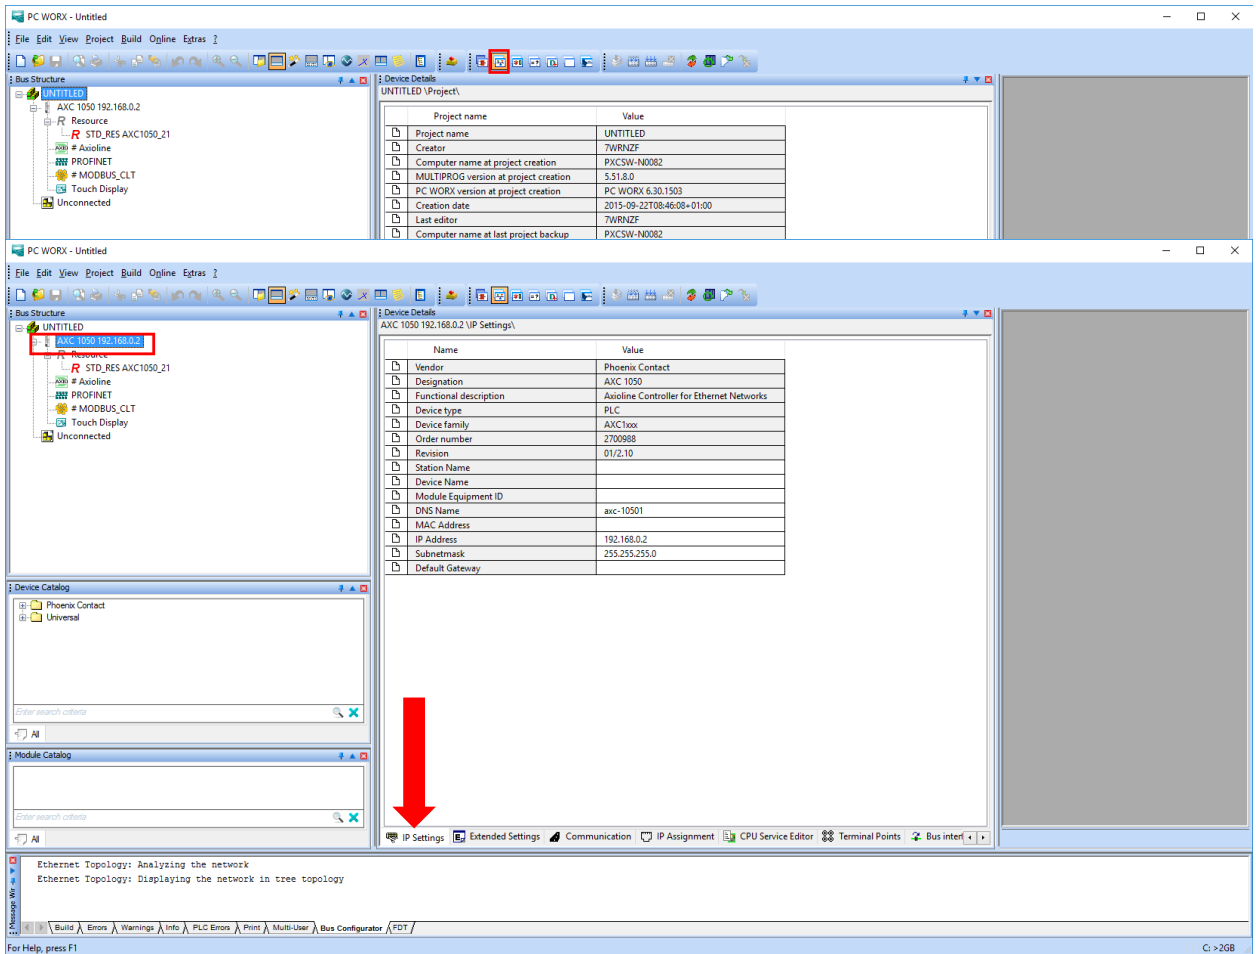 PC WORX - Untitled
File Edit View Project Build Online Extras ?
Bus Structure
UNTITLED
AXC 1050 192.168.0.2
R Resource
R STD_RES AXC1050_21
AXIO # Axioline
PROFINET
# MODBUS_CLT
Touch Display
Unconnected
Device Details
UNTITLED \Project\
Project name Value
Project name UNTITLED
Creator 7WRNZF
Computer name at project creation PXCSW-N0082
MULTIPROG version at project creation 5.51.8.0
PC WORX version at project creation PC WORX 6.30.1503
Creation date 2015-09-22T08:46:08+01:00
Last editor 7WRNZF
Computer name at last project backup PXCSW-N0082
PC WORX - Untitled
File Edit View Project Build Online Extras ?
Bus Structure
UNTITLED
AXC 1050 192.168.0.2
R Resource
R STD_RES AXC1050_21
AXIO # Axioline
PROFINET
# MODBUS_CLT
Touch Display
Unconnected
Device Details
AXC 1050 192.168.0.2 \IP Settings\
Name Value
Vendor Phoenix Contact
Designation AXC 1050
Functional description Axioline Controller for Ethernet Networks
Device type PLC
Device family AXC1xxx
Order number 2700988
Revision 01/2.10
Station Name
Device Name
Module Equipment ID
DNS Name axc-10501
MAC Address
IP Address 192.168.0.2
Subnetmask 255.255.255.0
Default Gateway
Device Catalog
Phoenix Contact
Universal
Enter search criteria
All
Module Catalog
Enter search criteria
All
IP Settings Extended Settings Communication IP Assignment CPU Service Editor Terminal Points Bus interf
Message Wir
Ethernet Topology: Analyzing the network
Ethernet Topology: Displaying the network in tree topology
Build Errors Warnings Info PLC Errors Print Multi-User Bus Configurator FDT
For Help, press F1
C: >2GB